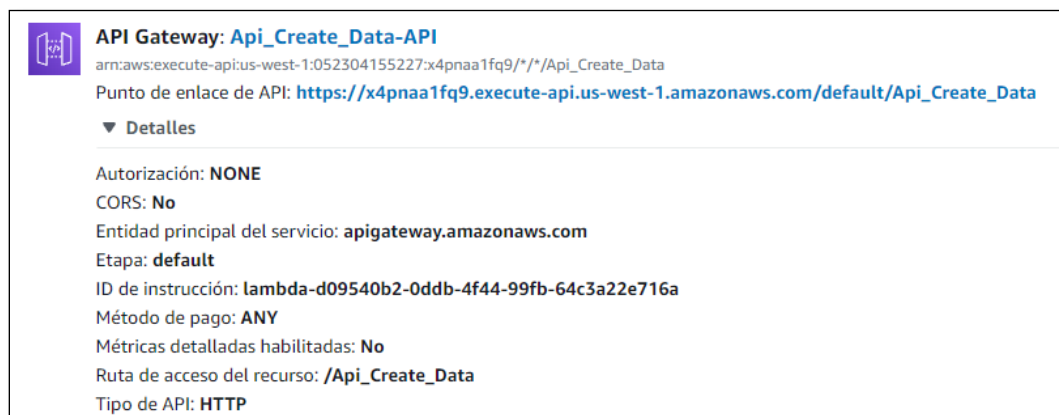 API Gateway: Api_Create_Data-API
arn:aws:execute-api:us-west-1:052304155227:x4pnaa1fq9/*/*/Api_Create_Data
Punto de enlace de API: https://x4pnaa1fq9.execute-api.us-west-1.amazonaws.com/default/Api_Create_Data
▼ Detalles
Autorización: NONE
CORS: No
Entidad principal del servicio: apigateway.amazonaws.com
Etapa: default
ID de instrucción: lambda-d09540b2-0ddb-4f44-99fb-64c3a22e716a
Método de pago: ANY
Métricas detalladas habilitadas: No
Ruta de acceso del recurso: /Api_Create_Data
Tipo de API: HTTP